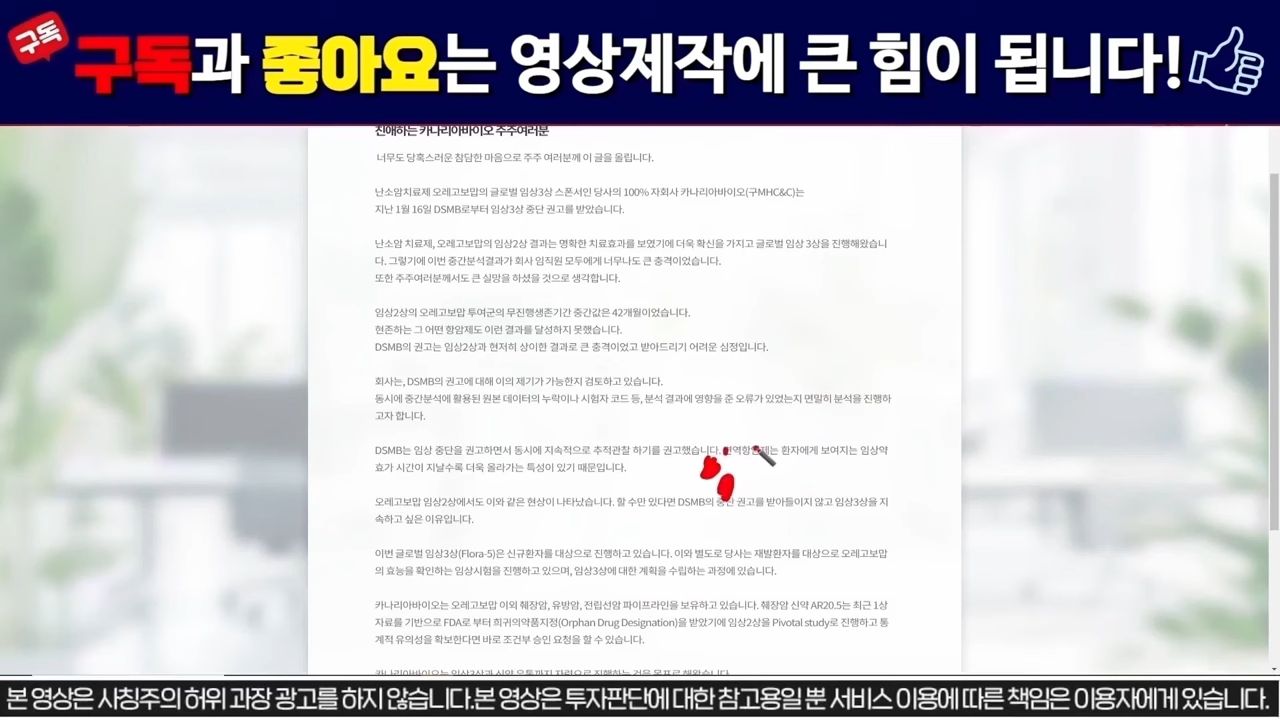 구독
구독과 좋아요는 영상제작에 큰 힘이 됩니다!
친애하는 카나리아바이오 주주여러분
너무도 당혹스러운 참담한 마음으로 주주 여러분께 이 글을 올립니다.
난소암치료제 오레고보맙의 글로벌 임상3상 스폰서인 당사의 100% 자회사 카나리아바이오(구MHC&C)는
지난 1월 16일 DSMB로부터 임상3상 중단 권고를 받았습니다.
난소암 치료제, 오레고보맙의 임상2상 결과는 명확한 치료효과를 보였기에 더욱 확신을 가지고 글로벌 임상 3상을 진행해왔습니
다. 그렇기에 이번 중간분석결과가 회사 임직원 모두에게 너무나도 큰 충격이었습니다.
또한 주주여러분께서도 큰 실망을 하셨을 것으로 생각합니다.
임상2상의 오레고보맙 투여군의 무진행생존기간 중간값은 42개월이었습니다.
현존하는 그 어떤 항암제도 이런 결과를 달성하지 못했습니다.
DSMB의 권고는 임상2상과 현저히 상이한 결과로 큰 충격이었고 받아드리기 어려운 심정입니다.
회사는, DSMB의 권고에 대해 이의 제기가 가능한지 검토하고 있습니다.
동시에 중간분석에 활용된 원본 데이터의 누락이나 시험자 코드 등, 분석 결과에 영향을 준 오류가 있었는지 면밀히 분석을 진행하
고자 합니다.
DSMB는 임상 중단을 권고하면서 동시에 지속적으로 추적관찰 하기를 권고했습니다. 환자에게 보여지는 임상약
효가 시간이 지날수록 더욱 올라가는 특성이 있기 때문입니다.
오레고보맙 임상2상에서도 이와 같은 현상이 나타났습니다. 할 수만 있다면 DSMB의 중단 권고를 받아들이지 않고 임상3상을 지
속하고 싶은 이유입니다.
이번 글로벌 임상3상(Flora-5)은 신규환자를 대상으로 진행하고 있습니다. 이와 별도로 당사는 재발환자를 대상으로 오레고보맙
의 효능을 확인하는 임상시험을 진행하고 있으며, 임상3상에 대한 계획을 수립하는 과정에 있습니다.
카나리아바이오는 오레고보맙 이외 췌장암, 유방암, 전립선암 파이프라인을 보유하고 있습니다. 췌장암 신약 AR20.5는 최근 1상
자료를 기반으로 FDA로 부터 희귀의약품지정(Orphan Drug Designation)을 받았기에 임상2상을 Pivotal study로 진행하고 통
계적 유의성을 확보한다면 바로 조건부 승인 요청을 할 수 있습니다.
본 영상은 사칭주의 허위 과장 광고를 하지 않습니다.본 영상은 투자판단에 대한 참고용일 뿐 서비스 이용에 따른 책임은 이용자에게 있습니다.